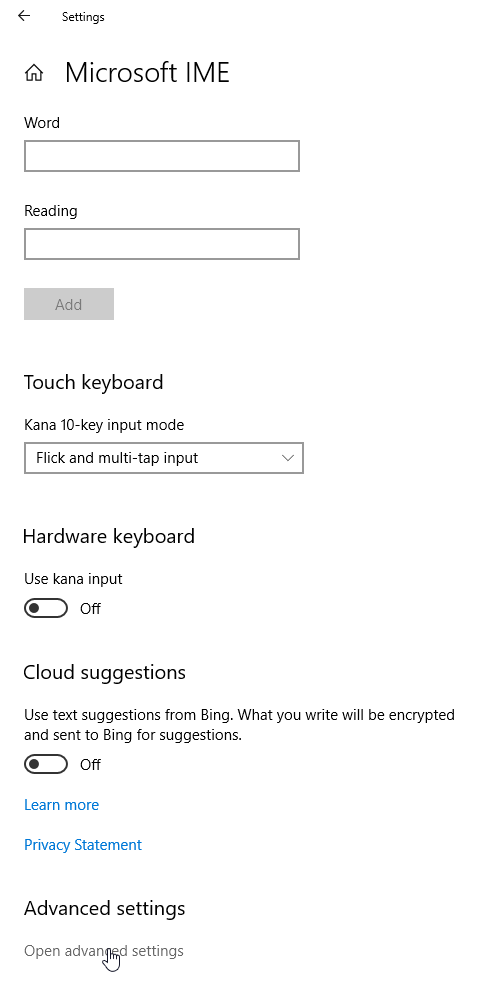 Settings
Microsoft IME
Word
Reading
Add
Touch keyboard
Kana 10-key input mode
Flick and multi-tap input
Hardware keyboard
Use kana input
Off
Cloud suggestions
Use text suggestions from Bing. What you write will be encrypted
and sent to Bing for suggestions.
Off
Learn more
Privacy Statement
Advanced settings
Open advanced settings